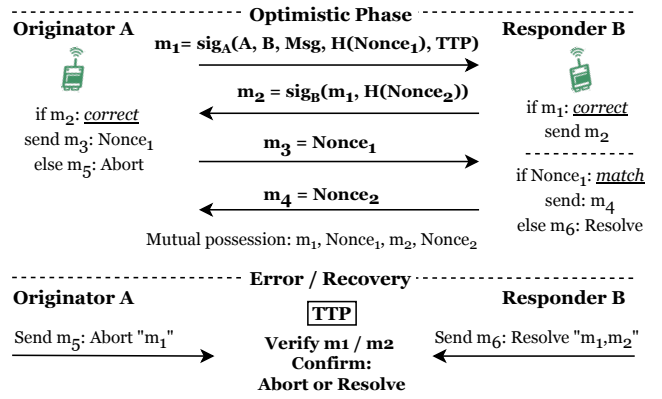 Optimistic Phase
Originator A
Responder B
m1= sigA(A, B, Msg, H(Nonce1), TTP)
m2 = sigB(m1, H(Nonce2))
if m2: correct
send m3: Nonce1
else m5: Abort
if m1: correct
send m2
m3 = Nonce1
if Nonce1: match
send: m4
else m6: Resolve
m4 = Nonce2
Mutual possession: m1, Nonce1, m2, Nonce2
Error / Recovery
Originator A
Responder B
TTP
Send m5: Abort "m1"
Send m6: Resolve "m1,m2"
Verify m1 / m2
Confirm:
Abort or Resolve